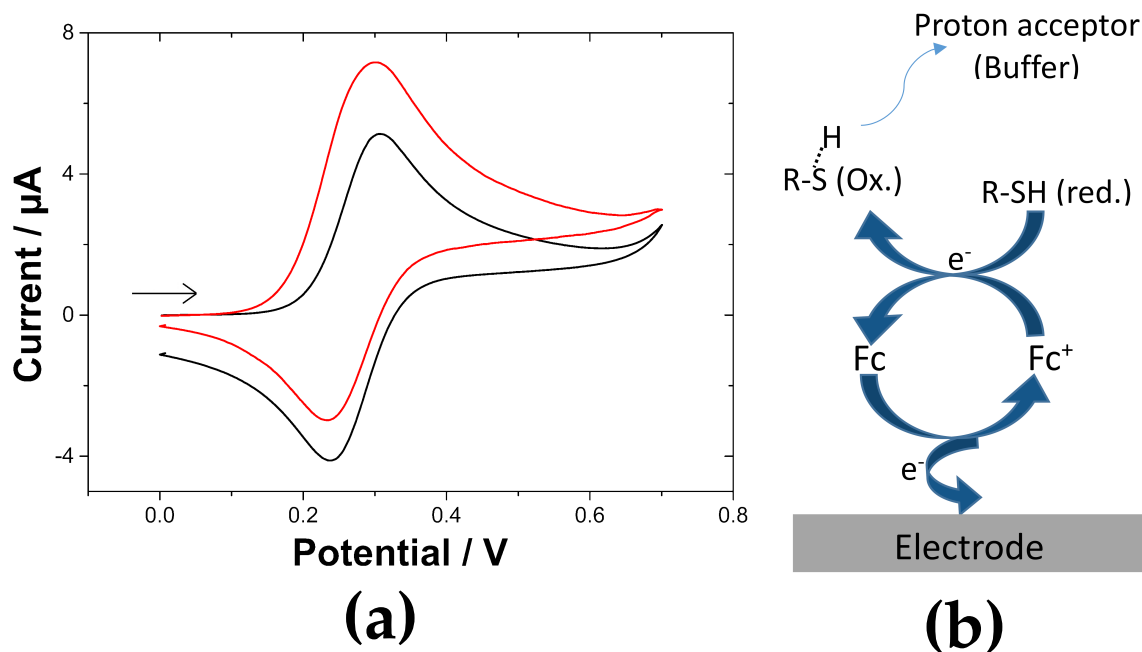 8
4
0
-4
Current / µA
0.0 0.2 0.4 0.6 0.8
Potential / V
(a)
Proton acceptor
(Buffer)
H
R-S (Ox.)
R-SH (red.)
e-
Fc
Fc+
e-
Electrode
(b)